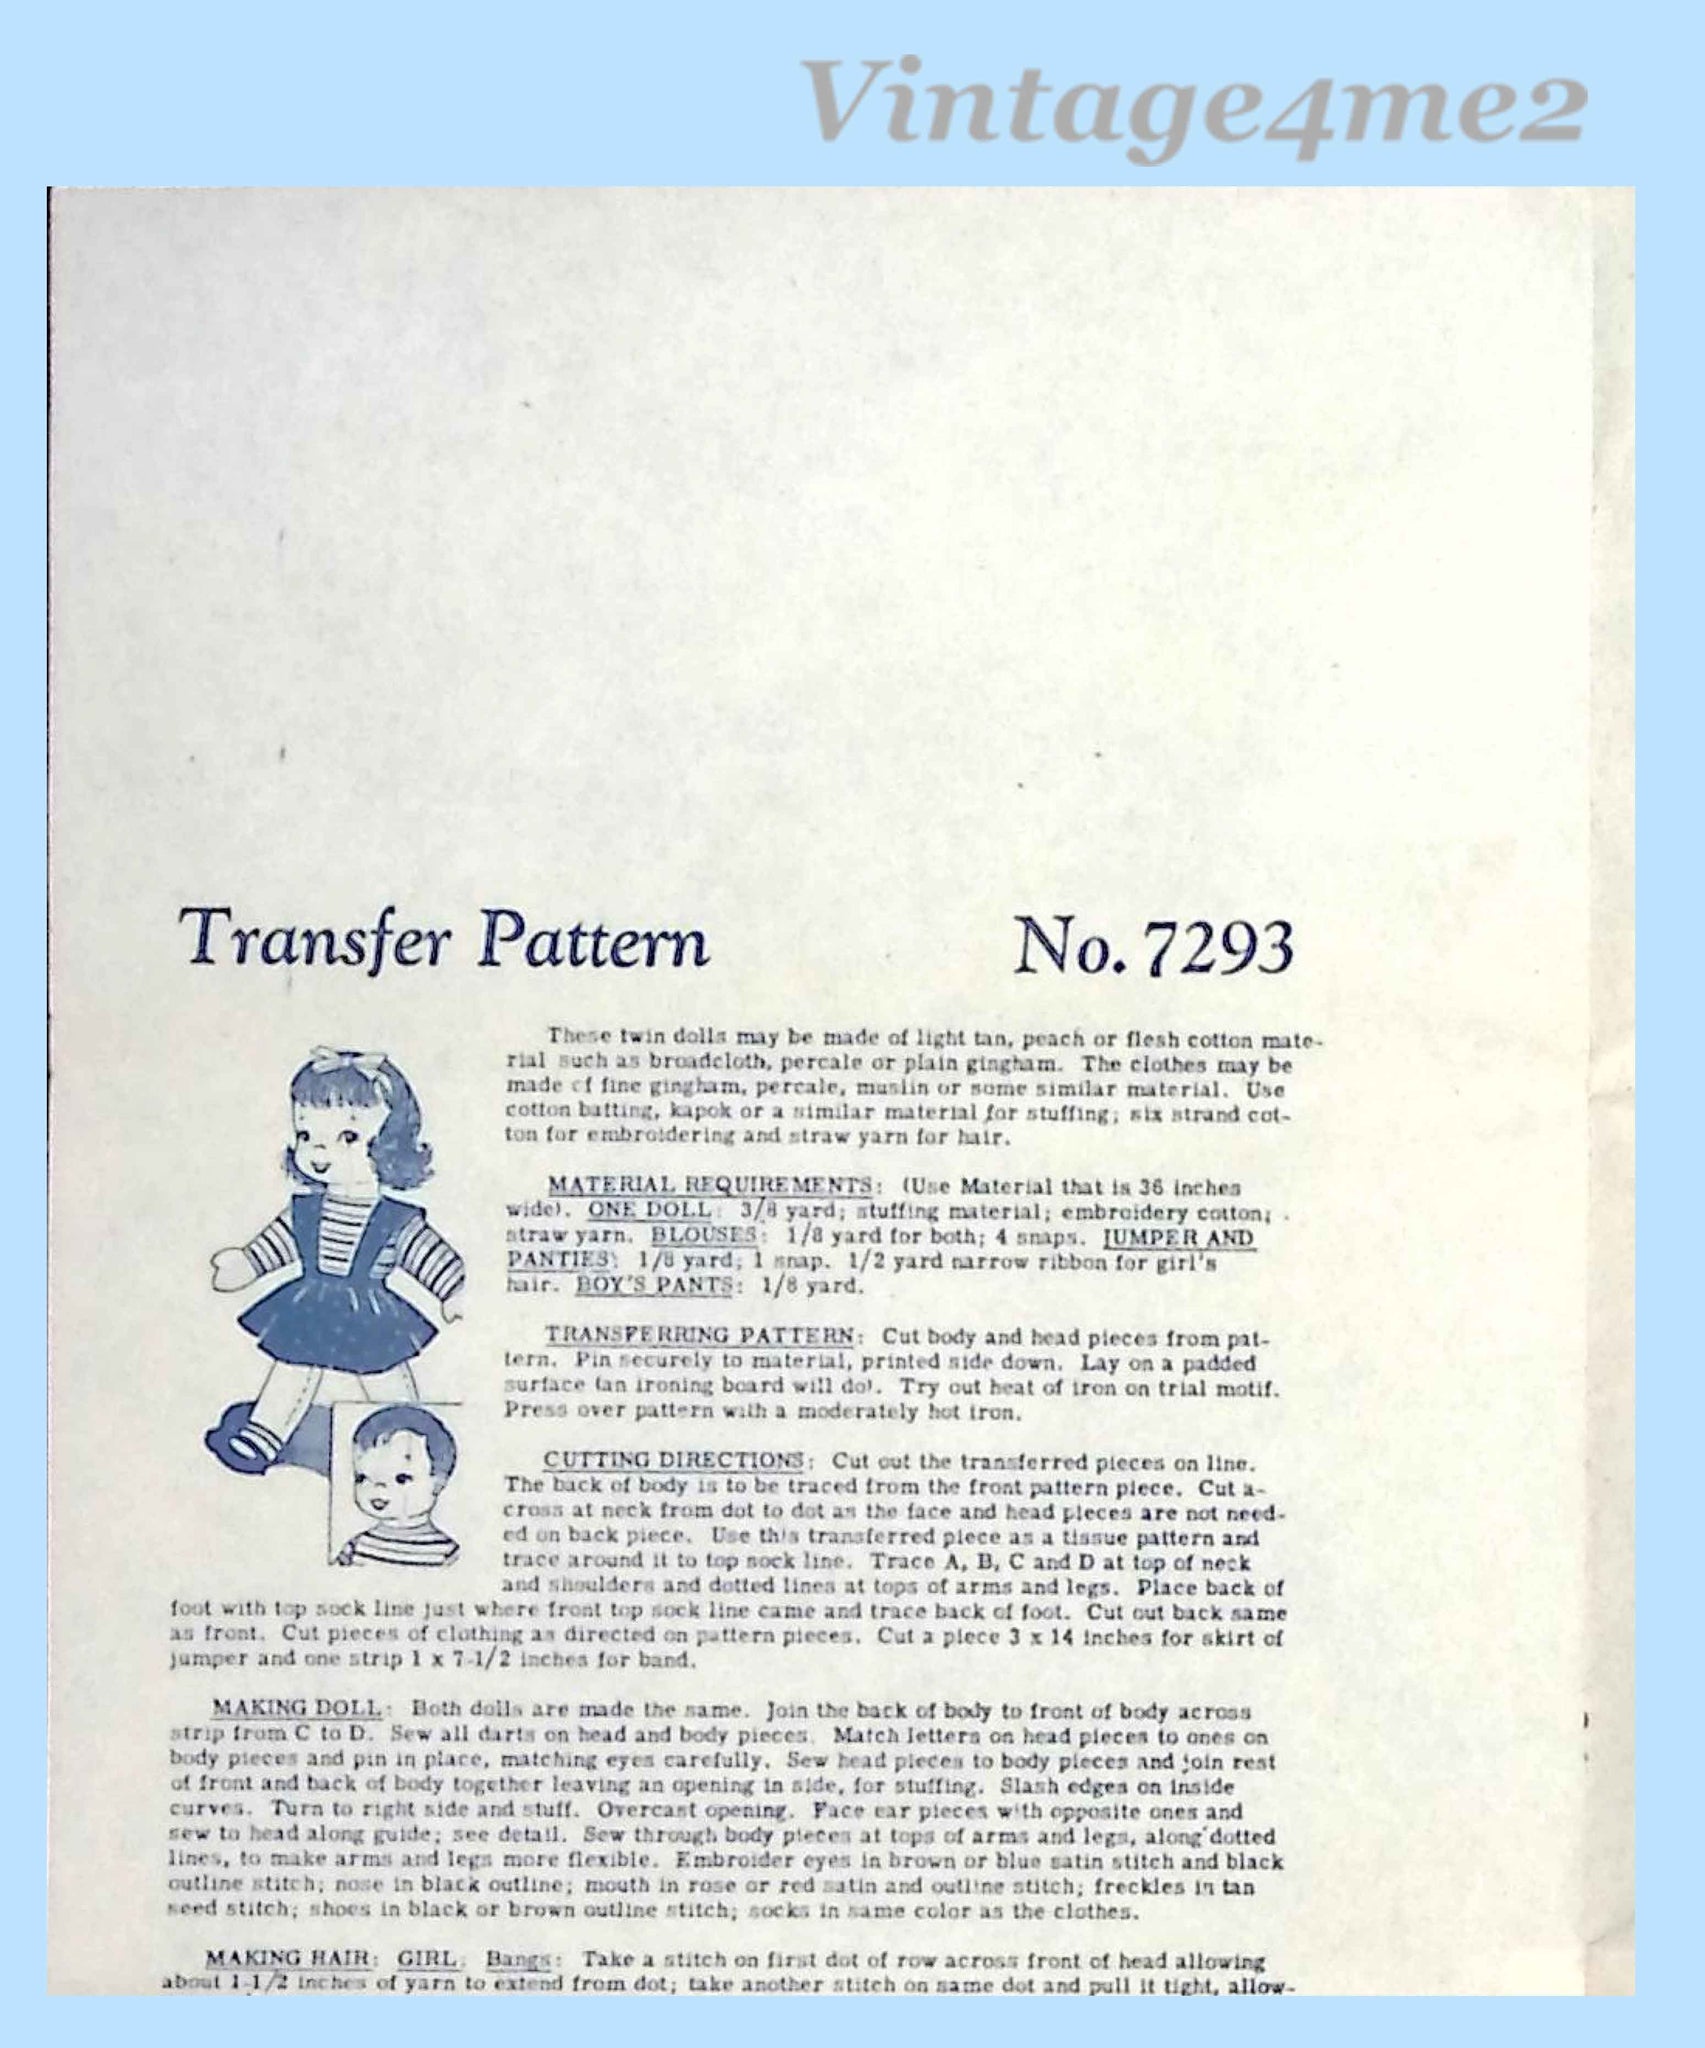 Vintage4me2
Transfer Pattern No. 7293
These twin dolls may be made of light tan, peach or flesh cotton mate-
rial such as broadcloth, percale or plain gingham. The clothes may be
made of fine gingham, percale, muslin or some similar material. Use
cotton batting, kapok or a similar material for stuffing; six strand cot-
ton for embroidering and straw yarn for hair.
MATERIAL REQUIREMENTS: (Use Material that is 36 inches
wide). ONE DOLL: 3/8 yard; stuffing material; embroidery cotton;
straw yarn. BLOUSES: 1/8 yard for both; 4 snaps. JUMPER AND
PANTIES: 1/8 yard; 1 snap. 1/2 yard narrow ribbon for girl's
hair. BOY'S PANTS: 1/8 yard.
TRANSFERRING PATTERN: Cut body and head pieces from pat-
tern. Pin securely to material, printed side down. Lay on a padded
surface (an ironing board will do). Try out heat of iron on trial motif.
Press over pattern with a moderately hot iron.
CUTTING DIRECTIONS: Cut out the transferred pieces on line.
The back of body is to be traced from the front pattern piece. Cut a-
cross at neck from dot to dot as the face and head pieces are not need-
ed on back piece. Use this transferred piece as a tissue pattern and
trace around it to top sock line. Trace A, B, C and D at top of neck
and shoulders and dotted lines at tops of arms and legs. Place back of
foot with top sock line just where front top sock line came and trace back of foot. Cut out back same
as front. Cut pieces of clothing as directed on pattern pieces. Cut a piece 3 x 14 inches for skirt of
jumper and one strip 1 x 7-1/2 inches for band.
MAKING DOLL: Both dolls are made the same. Join the back of body to front of body across
strip from C to D. Sew all darts on head and body pieces. Match letters on head pieces to ones on
body pieces and pin in place, matching eyes carefully. Sew head pieces to body pieces and join rest
of front and back of body together leaving an opening in side, for stuffing. Slash edges on inside
curves. Turn to right side and stuff. Overcast opening. Face ear pieces with opposite ones and
sew to head along guide; see detail. Sew through body pieces at tops of arms and legs, along dotted
lines, to make arms and legs more flexible. Embroider eyes in brown or blue satin stitch and black
outline stitch; nose in black outline; mouth in rose or red satin and outline stitch; freckles in tan
seed stitch; shoes in black or brown outline stitch; socks in same color as the clothes.
MAKING HAIR: GIRL: Bangs: Take a stitch on first dot of row across front of head allowing
about 1-1/2 inches of yarn to extend from dot; take another stitch on same dot and pull it tight, allow-